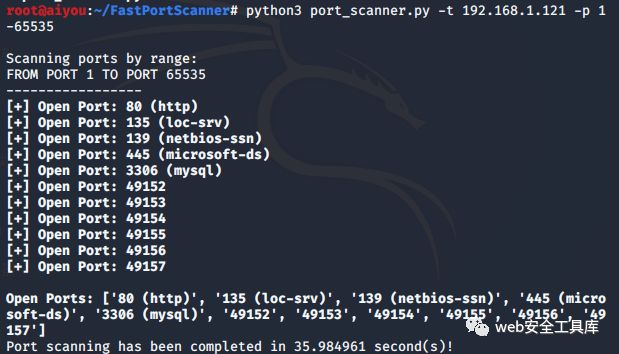 root@aiyou:~/FastPortScanner# python3 port_scanner.py -t 192.168.1.121 -p 1
-65535
Scanning ports by range:
FROM PORT 1 TO PORT 65535
-----------------
[+] Open Port: 80 (http)
[+] Open Port: 135 (loc-srv)
[+] Open Port: 139 (netbios-ssn)
[+] Open Port: 445 (microsoft-ds)
[+] Open Port: 3306 (mysql)
[+] Open Port: 49152
[+] Open Port: 49153
[+] Open Port: 49154
[+] Open Port: 49155
[+] Open Port: 49156
[+] Open Port: 49157
Open Ports: ['80 (http)', '135 (loc-srv)', '139 (netbios-ssn)', '445 (micro
soft-ds)', '3306 (mysql)', '49152', '49153', '49154', '49155', '49156', '49
157']
web安全工具库
Port scanning has been completed in 35.984961 second(s)!